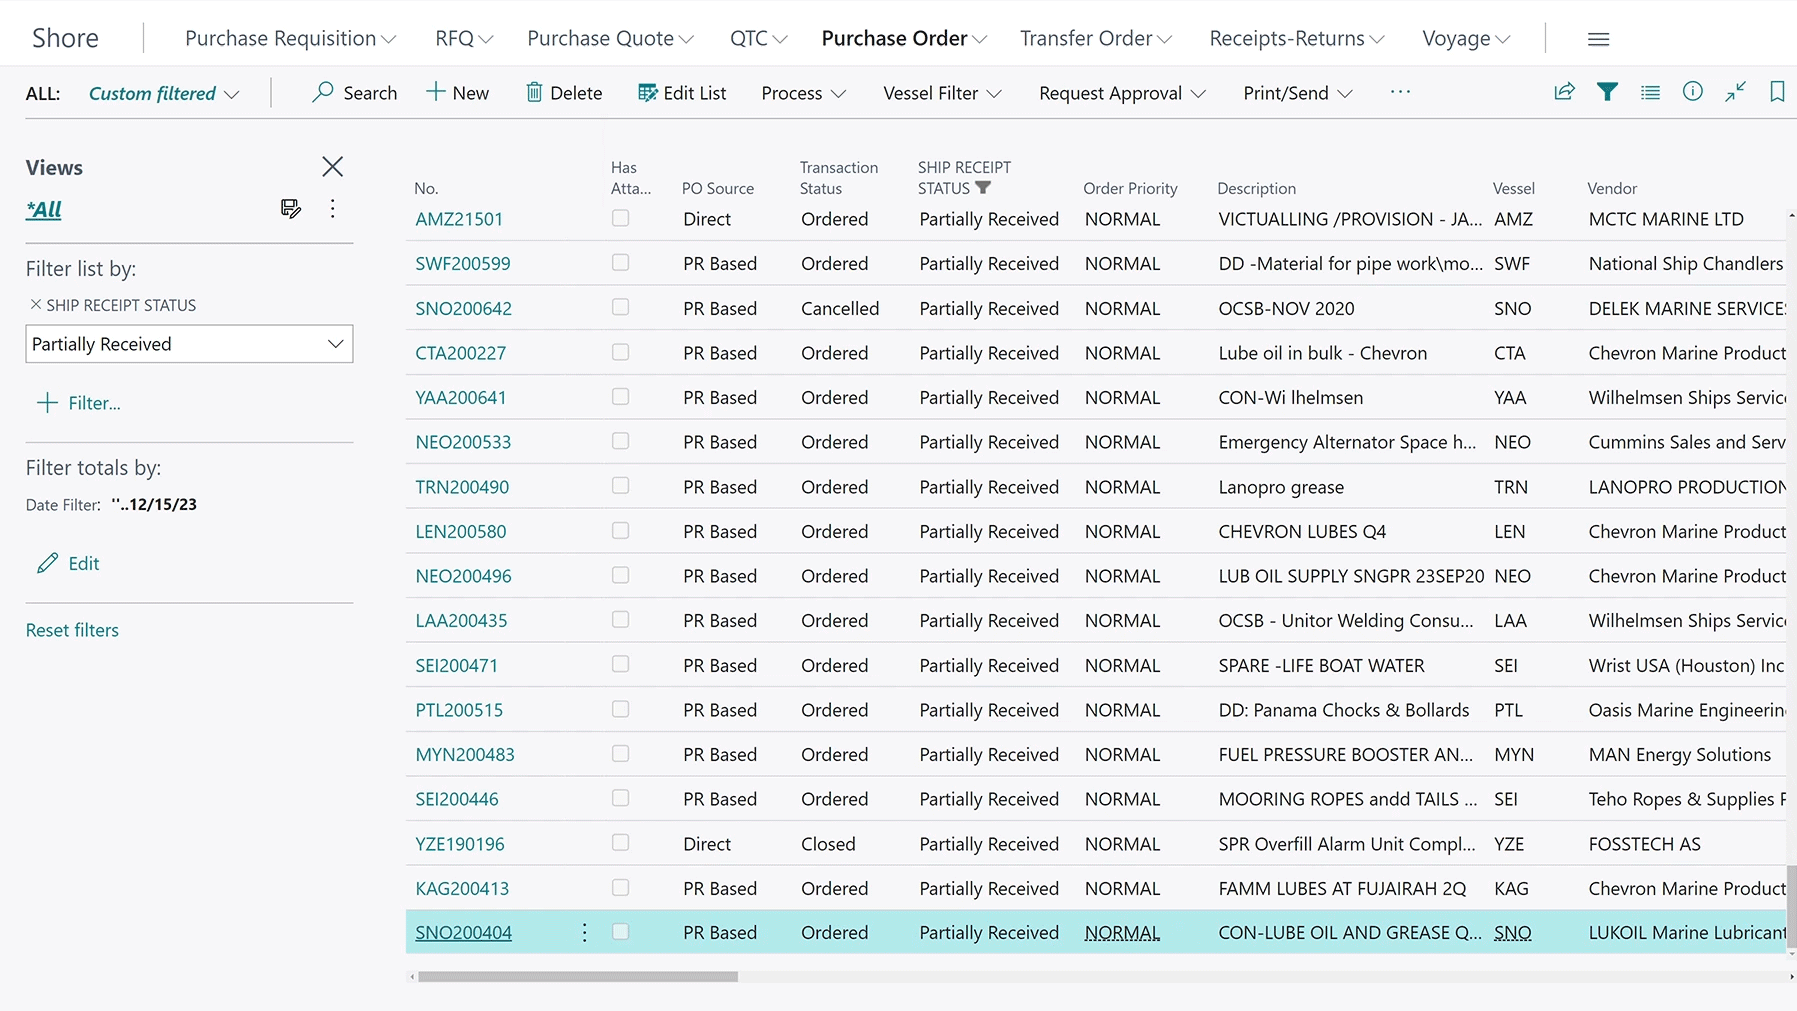 Shore Purchase Requisition RFQ Purchase Quote QTC Purchase Order Transfer Order Receipts-Returns Voyage
ALL: Custom filtered Search New Delete Edit List Process Vessel Filter Request Approval Print/Send ...
Views
*All
Filter list by:
× SHIP RECEIPT STATUS
Partially Received
Filter...
Filter totals by:
Date Filter: ''..12/15/23
Edit
Reset filters
No. Has Atta... PO Source Transaction Status SHIP RECEIPT STATUS Order Priority Description Vessel Vendor
AMZ21501 Direct Ordered Partially Received NORMAL VICTUALLING /PROVISION - JA... AMZ MCTC MARINE LTD
SWF200599 PR Based Ordered Partially Received NORMAL DD -Material for pipe work\mo... SWF National Ship Chandlers
SNO200642 PR Based Cancelled Partially Received NORMAL OCSB-NOV 2020 SNO DELEK MARINE SERVICES
CTA200227 PR Based Ordered Partially Received NORMAL Lube oil in bulk - Chevron CTA Chevron Marine Product
YAA200641 PR Based Ordered Partially Received NORMAL CON-Wi lhelmsen YAA Wilhelmsen Ships Service
NEO200533 PR Based Ordered Partially Received NORMAL Emergency Alternator Space h... NEO Cummins Sales and Serv
TRN200490 PR Based Ordered Partially Received NORMAL Lanopro grease TRN LANOPRO PRODUCTION
LEN200580 PR Based Ordered Partially Received NORMAL CHEVRON LUBES Q4 LEN Chevron Marine Product
NEO200496 PR Based Ordered Partially Received NORMAL LUB OIL SUPPLY SNGPR 23SEP20 NEO Chevron Marine Product
LAA200435 PR Based Ordered Partially Received NORMAL OCSB - Unitor Welding Consu... LAA Wilhelmsen Ships Service
SEI200471 PR Based Ordered Partially Received NORMAL SPARE -LIFE BOAT WATER SEI Wrist USA (Houston) Inc
PTL200515 PR Based Ordered Partially Received NORMAL DD: Panama Chocks & Bollards PTL Oasis Marine Engineerin
MYN200483 PR Based Ordered Partially Received NORMAL FUEL PRESSURE BOOSTER AN... MYN MAN Energy Solutions
SEI200446 PR Based Ordered Partially Received NORMAL MOORING ROPES andd TAILS ... SEI Teho Ropes & Supplies P
YZE190196 Direct Closed Partially Received NORMAL SPR Overfill Alarm Unit Compl... YZE FOSSTECH AS
KAG200413 PR Based Ordered Partially Received NORMAL FAMM LUBES AT FUJAIRAH 2Q KAG Chevron Marine Product
SNO200404 PR Based Ordered Partially Received NORMAL CON-LUBE OIL AND GREASE Q... SNO LUKOIL Marine Lubricant